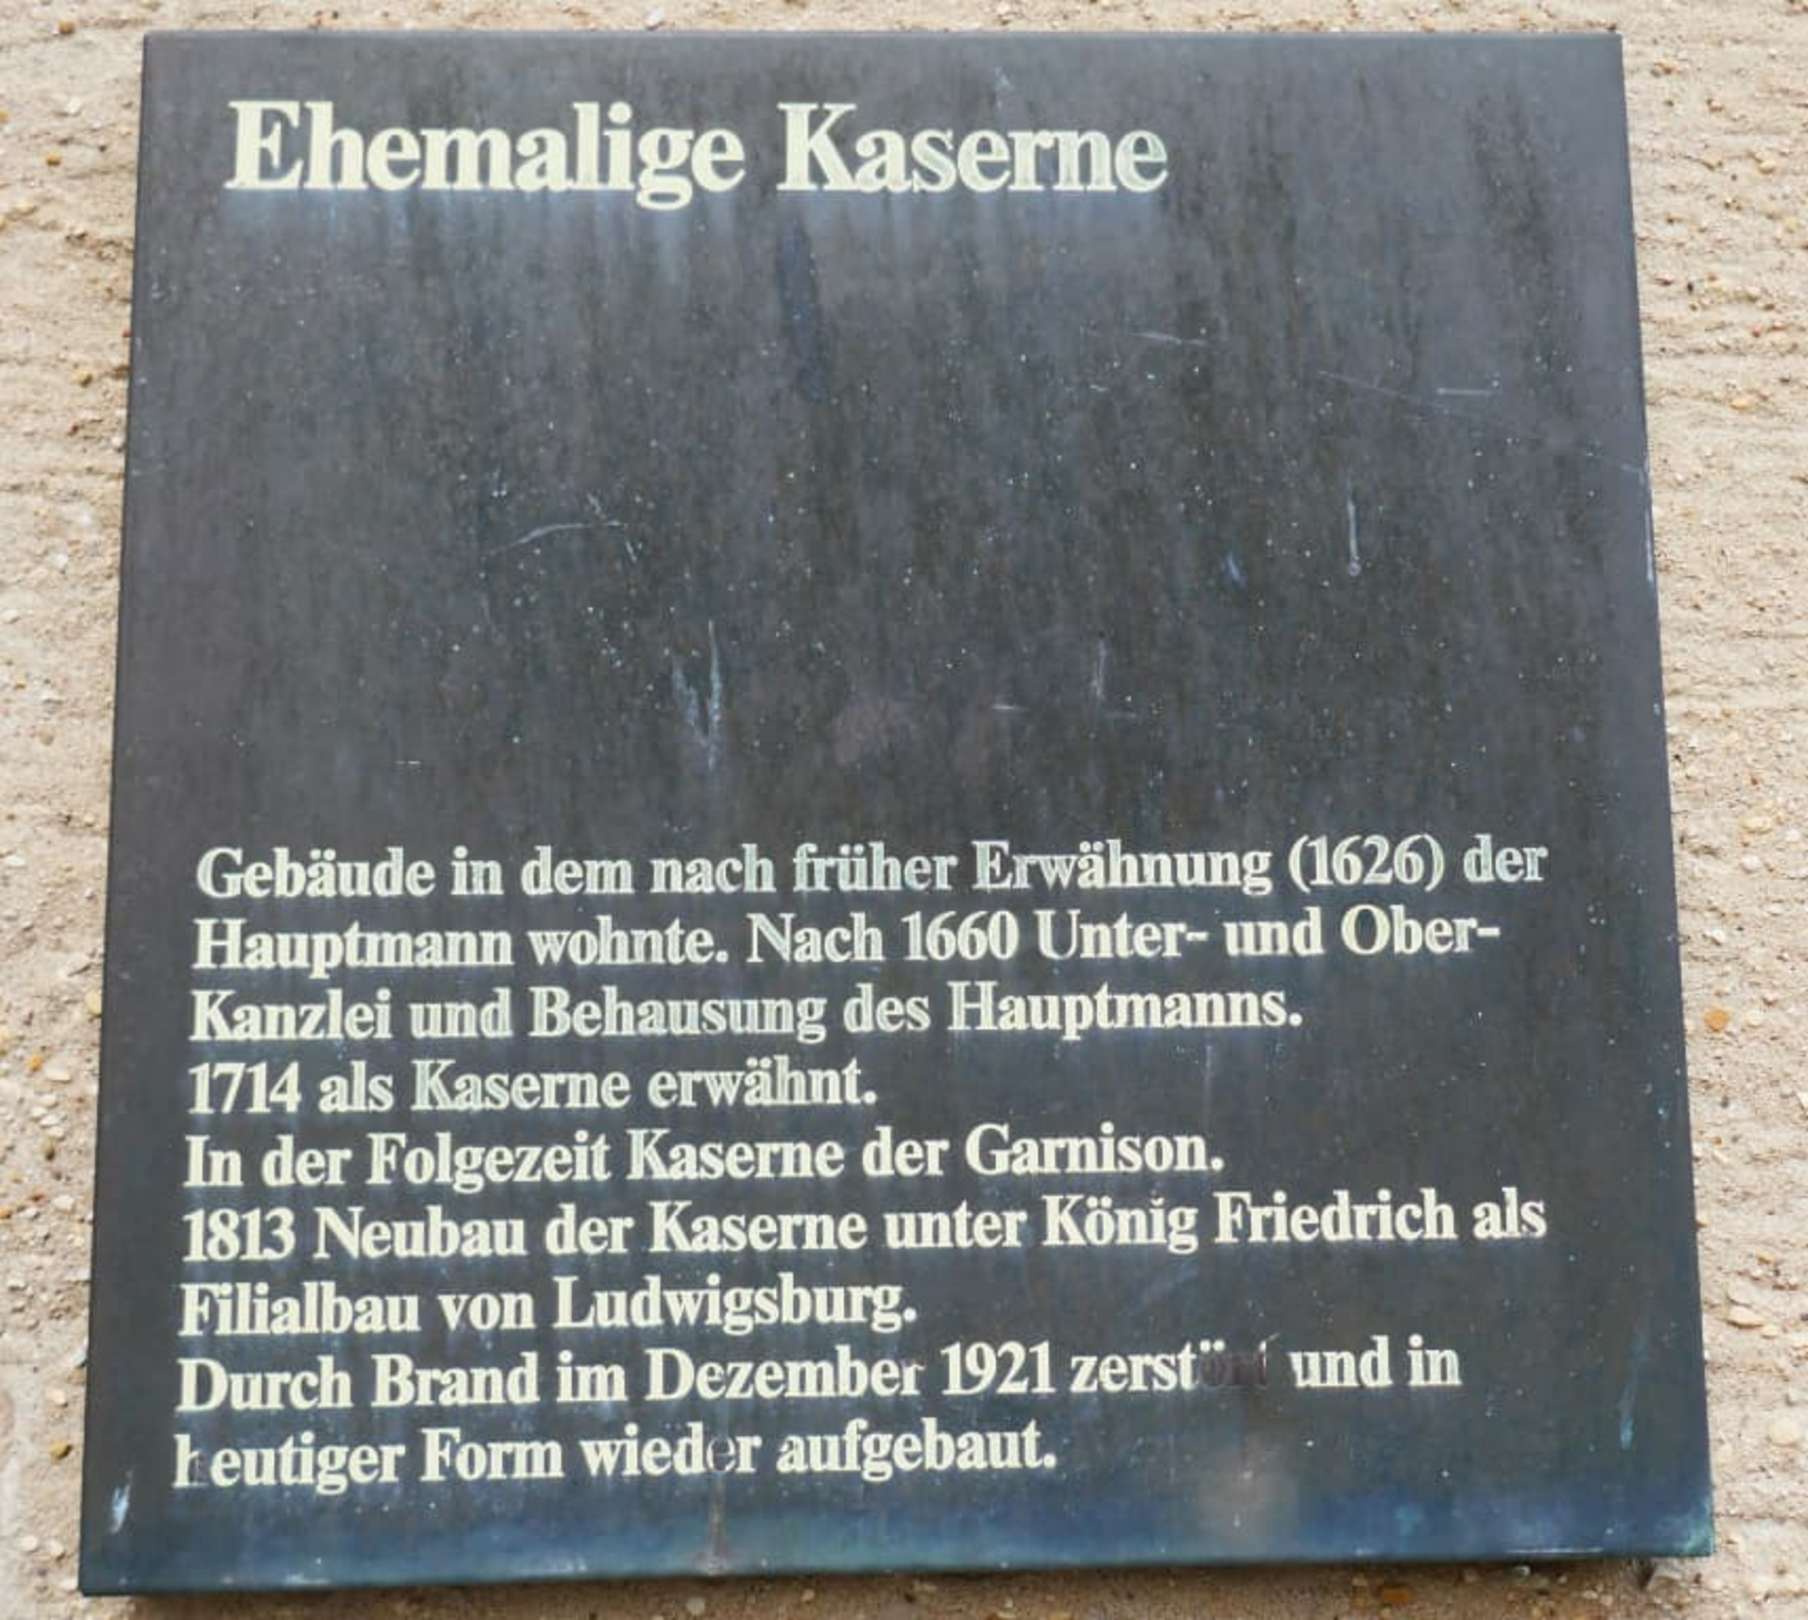 Ehemalige Kaserne
Gebäude in dem nach früher Erwähnung (1626) der
Hauptmann wohnte. Nach 1660 Unter- und Ober-
Kanzlei und Behausung des Hauptmanns.
1714 als Kaserne erwähnt.
In der Folgezeit Kaserne der Garnison.
1813 Neubau der Kaserne unter König Friedrich als
Filialbau von Ludwigsburg.
Durch Brand im Dezember 1921 zerstört und in
heutiger Form wieder aufgebaut.